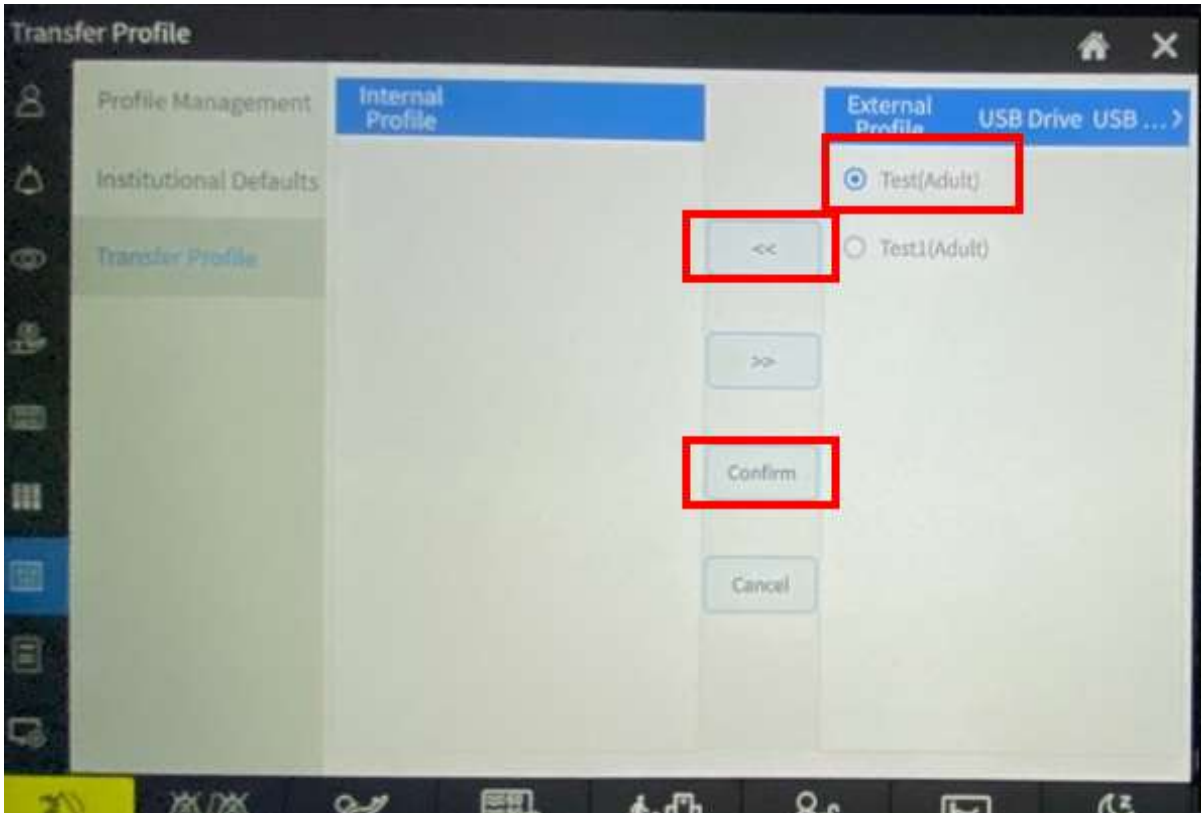 Transfer Profile
Profile Management
Institutional Defaults
Transfer Profile
Internal
Profile
External
Profile
USB Drive USB ...>
Test(Adult)
Test1(Adult)
<<
>>
Confirm
Cancel